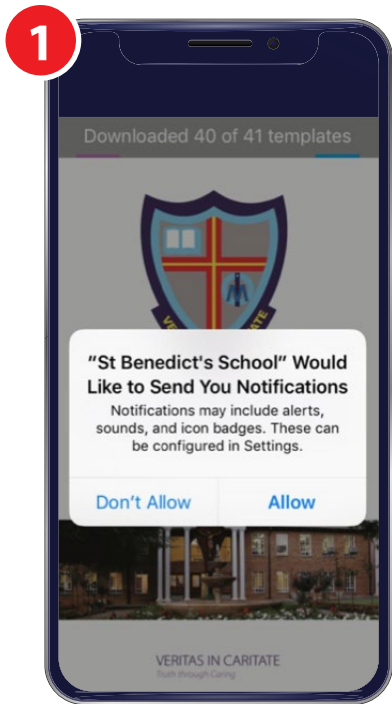 1
Downloaded 40 of 41 templates
"St Benedict's School" Would
Like to Send You Notifications
Notifications may include alerts,
sounds, and icon badges. These can
be configured in Settings.
Don't Allow
Allow
VERITAS IN CARITATE
Truth through Caring